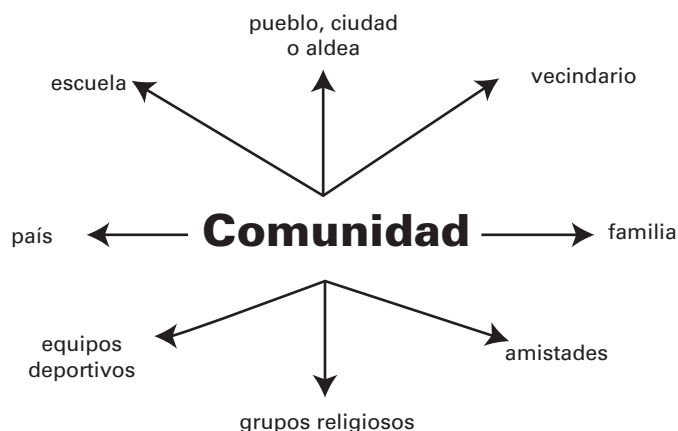 pueblo, ciudad
o aldea
escuela
vecindario
país
Comunidad
familia
equipos
deportivos
amistades
grupos religiosos